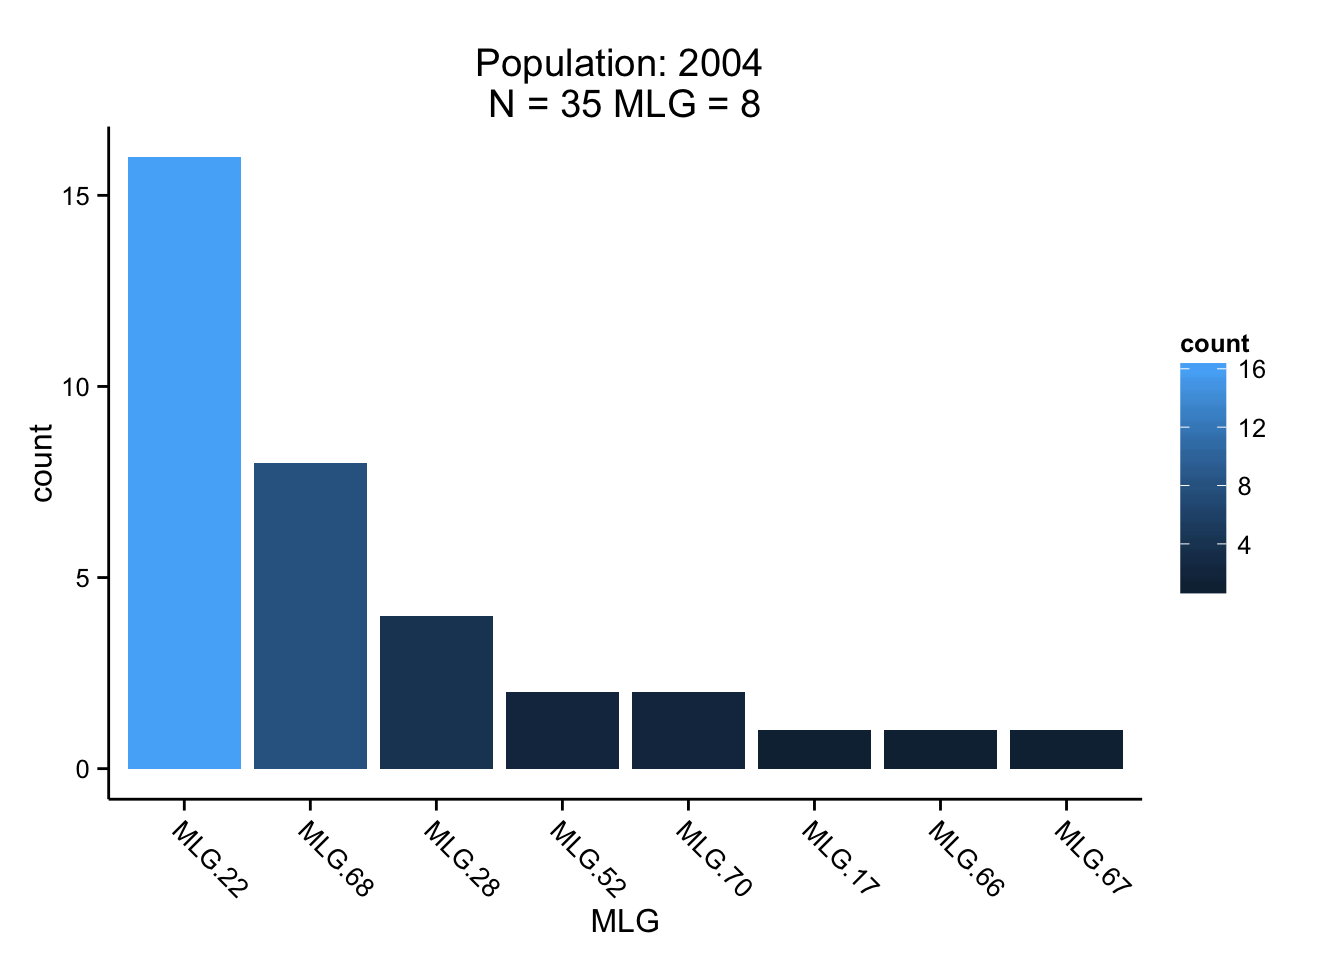 Population: 2004
N = 35 MLG = 8
count
15
10
5
0
MLG.22
MLG.68
MLG.28
MLG.52
MLG.70
MLG.17
MLG.66
MLG.67
MLG
count
16
12
8
4